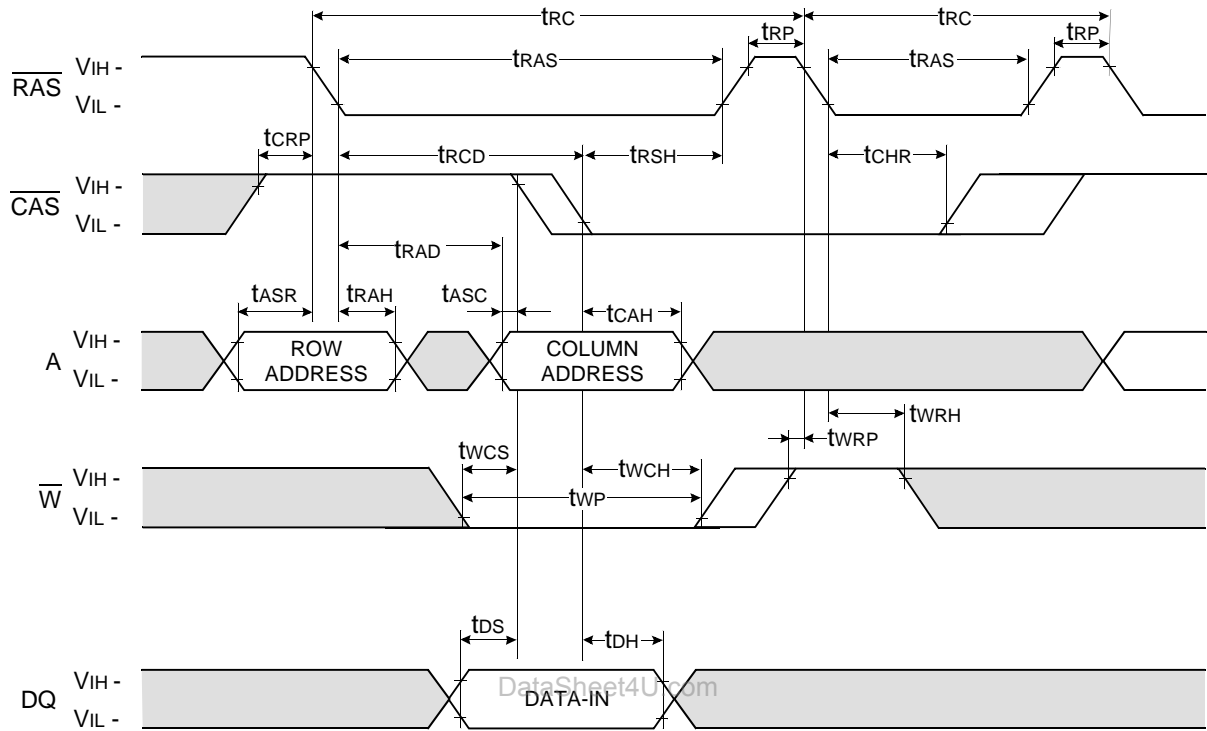 tRC tRC
tRP tRP
RAS VIH - tRAS tRAS
VIL -
tCRP tRCD tRSH tCHR
CAS VIH -
VIL -
tRAD
tASR tRAH tASC tCAH
A VIH - ROW ADDRESS COLUMN ADDRESS
VIL -
tWRH
tWRP
tWCS tWCH
W VIH - tWP
VIL -
tDS tDH
DQ VIH - DATA-IN
VIL -
DataSheet4U.com